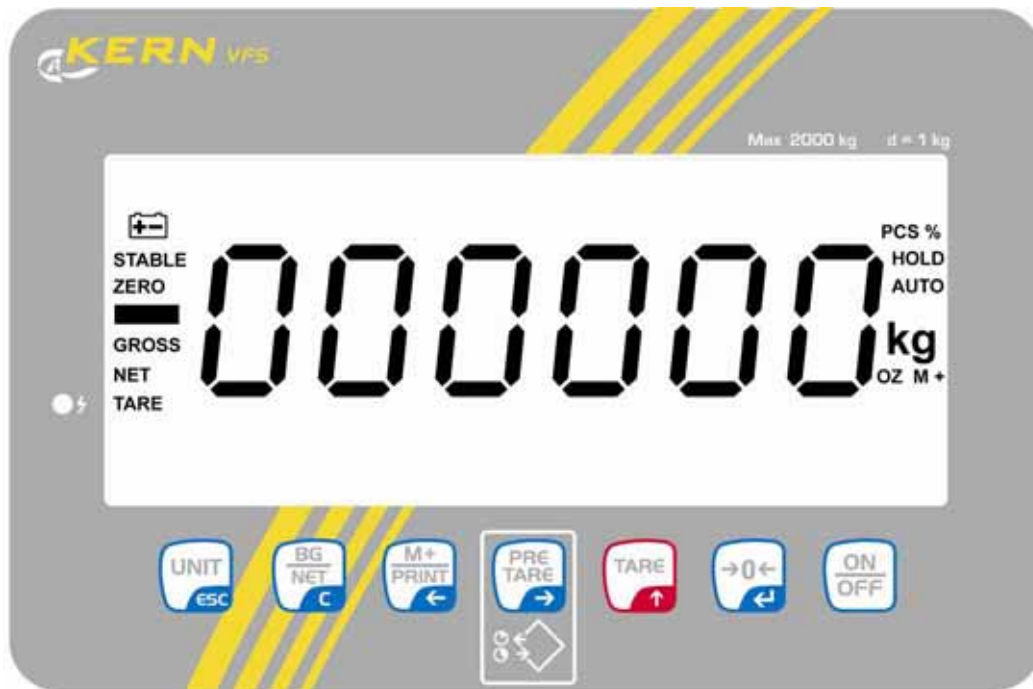 KERN VFS
Max 2000 kg d = 1 kg
STABLE
ZERO
GROSS
NET
TARE
000000
PCS %
HOLD
AUTO
kg
OZ M +
UNIT
ESC
BG
NET
C
M+
PRINT
←
PRE
TARE
→
TARE
↑
→0←
↵
ON
OFF